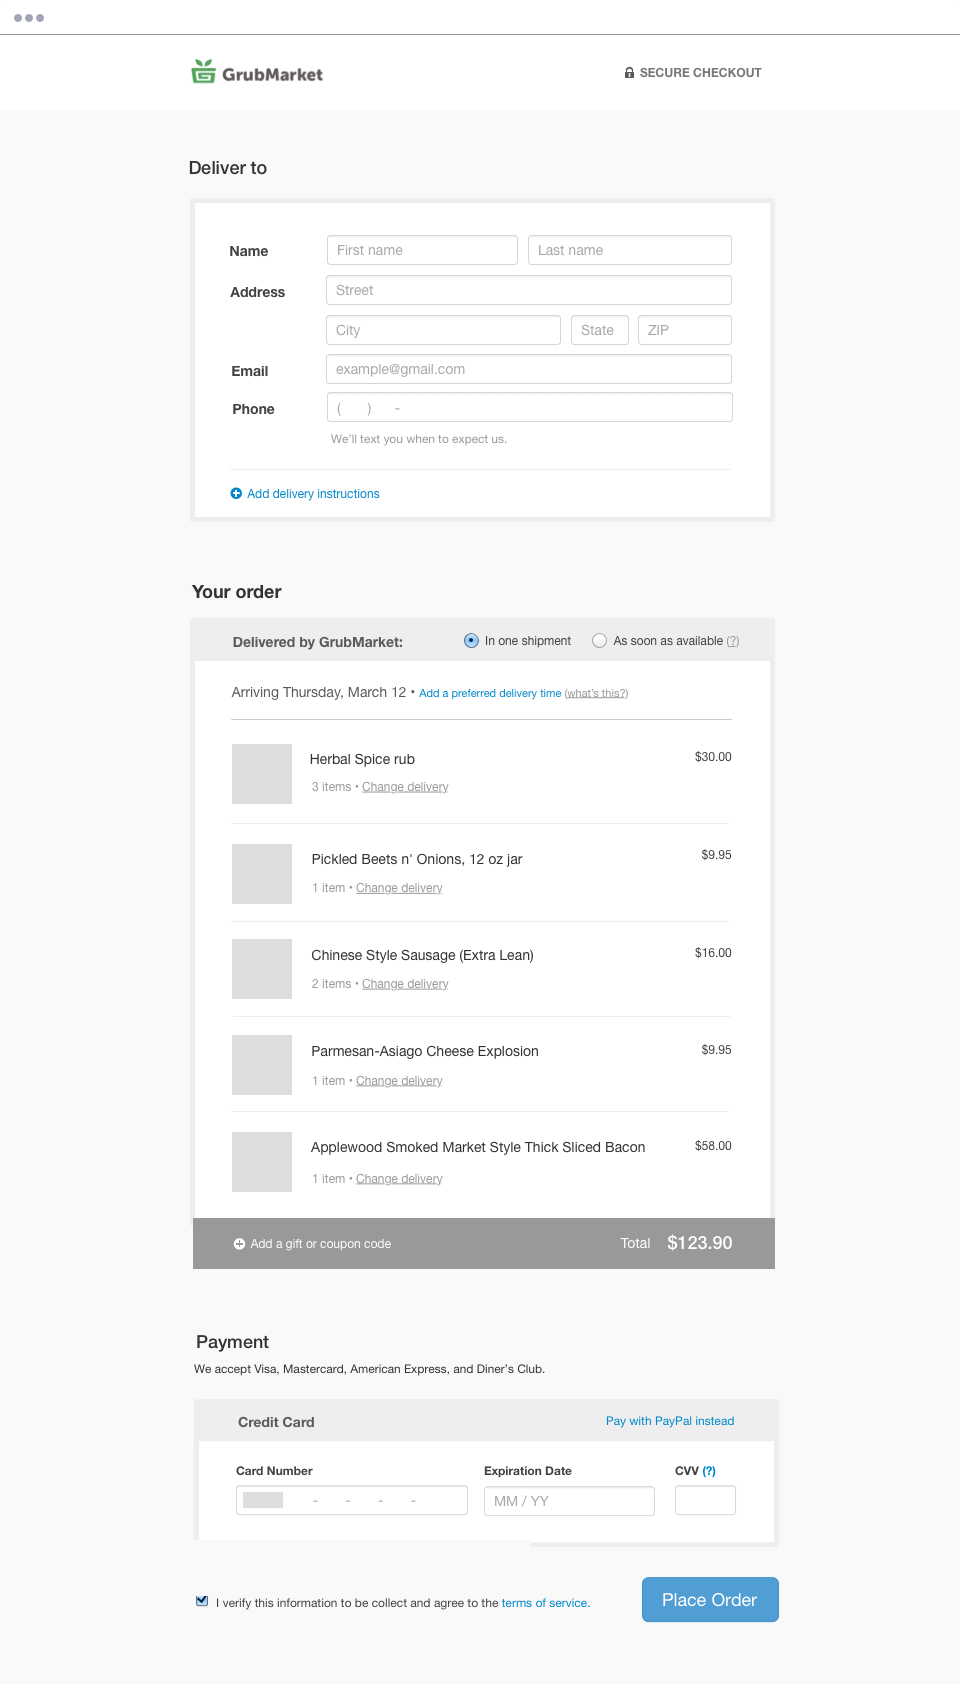 GrubMarket
SECURE CHECKOUT
Deliver to
Name
First name
Last name
Address
Street
City
State
ZIP
Email
example@gmail.com
Phone
( ) -
We'll text you when to expect us.
Add delivery instructions
Your order
Delivered by GrubMarket:
In one shipment
As soon as available (?)
Arriving Thursday, March 12 • Add a preferred delivery time (what's this?)
Herbal Spice rub
$30.00
3 items • Change delivery
Pickled Beets n' Onions, 12 oz jar
$9.95
1 item • Change delivery
Chinese Style Sausage (Extra Lean)
$16.00
2 items • Change delivery
Parmesan-Asiago Cheese Explosion
$9.95
1 item • Change delivery
Applewood Smoked Market Style Thick Sliced Bacon
$58.00
1 item • Change delivery
Add a gift or coupon code
Total $123.90
Payment
We accept Visa, Mastercard, American Express, and Diner's Club.
Credit Card
Pay with PayPal instead
Card Number
Expiration Date
CVV (?)
- - - -
MM / YY
I verify this information to be collect and agree to the terms of service.
Place Order